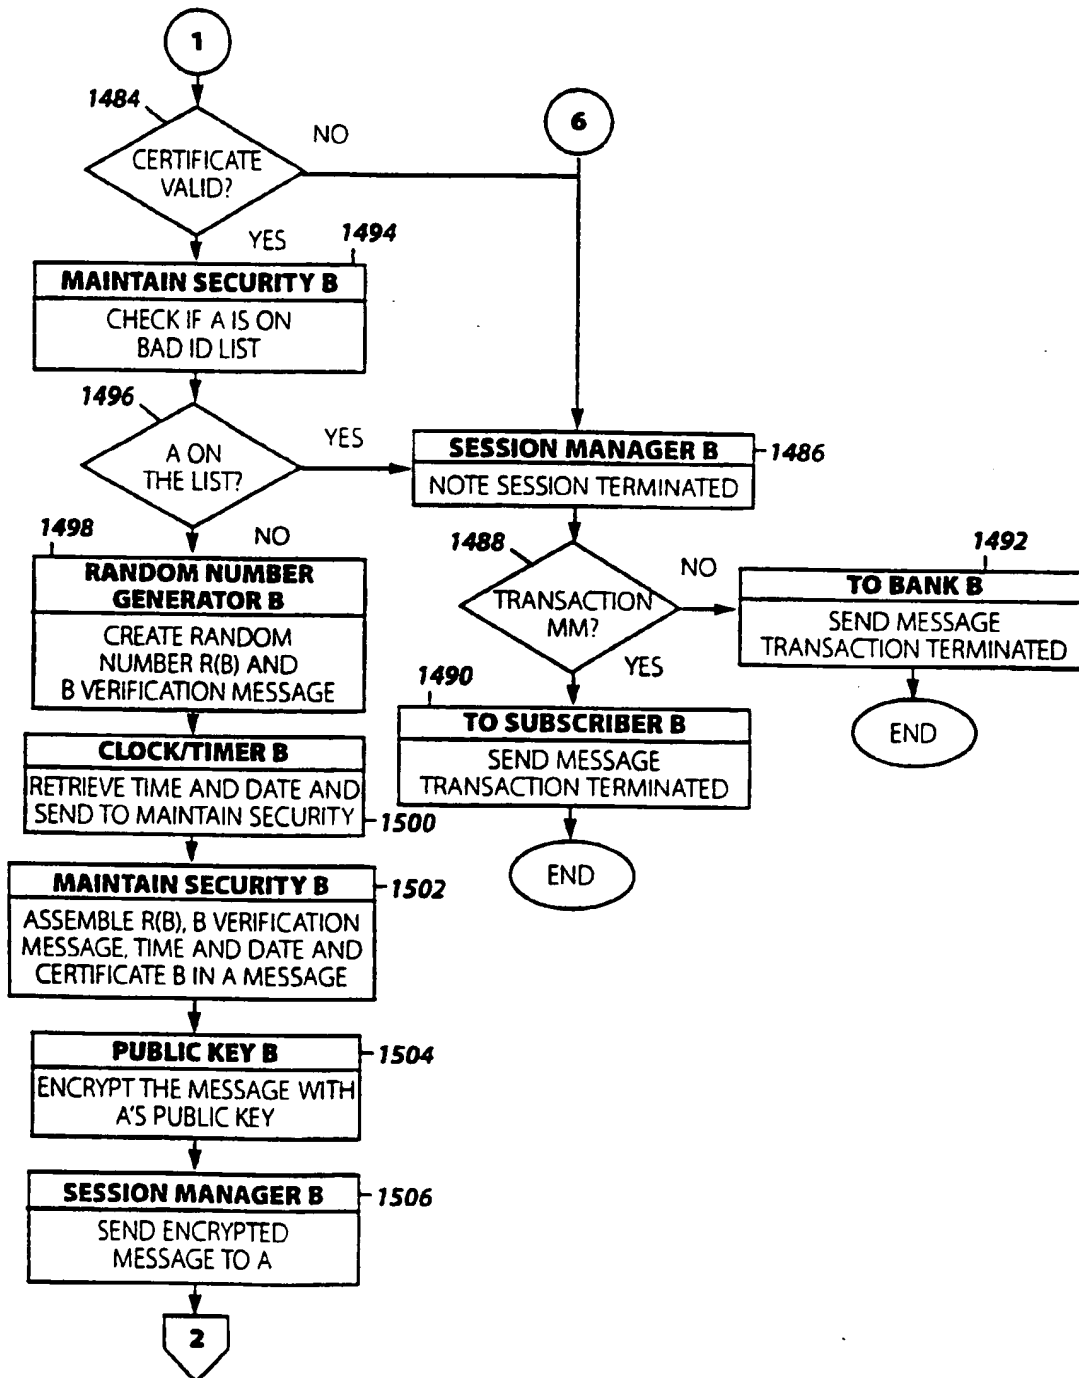 1
1484
CERTIFICATE
VALID?
NO
6
YES
1494
MAINTAIN SECURITY B
CHECK IF A IS ON
BAD ID LIST
1496
A ON
THE LIST?
YES
SESSION MANAGER B
1486
NOTE SESSION TERMINATED
NO
1498
RANDOM NUMBER
GENERATOR B
CREATE RANDOM
NUMBER R(B) AND
B VERIFICATION MESSAGE
1488
TRANSACTION
MM?
NO
1492
TO BANK B
SEND MESSAGE
TRANSACTION TERMINATED
END
YES
1490
TO SUBSCRIBER B
SEND MESSAGE
TRANSACTION TERMINATED
END
CLOCK/TIMER B
RETRIEVE TIME AND DATE AND
SEND TO MAINTAIN SECURITY
1500
MAINTAIN SECURITY B
1502
ASSEMBLE R(B), B VERIFICATION
MESSAGE, TIME AND DATE AND
CERTIFICATE B IN A MESSAGE
PUBLIC KEY B
1504
ENCRYPT THE MESSAGE WITH
A'S PUBLIC KEY
SESSION MANAGER B
1506
SEND ENCRYPTED
MESSAGE TO A
2